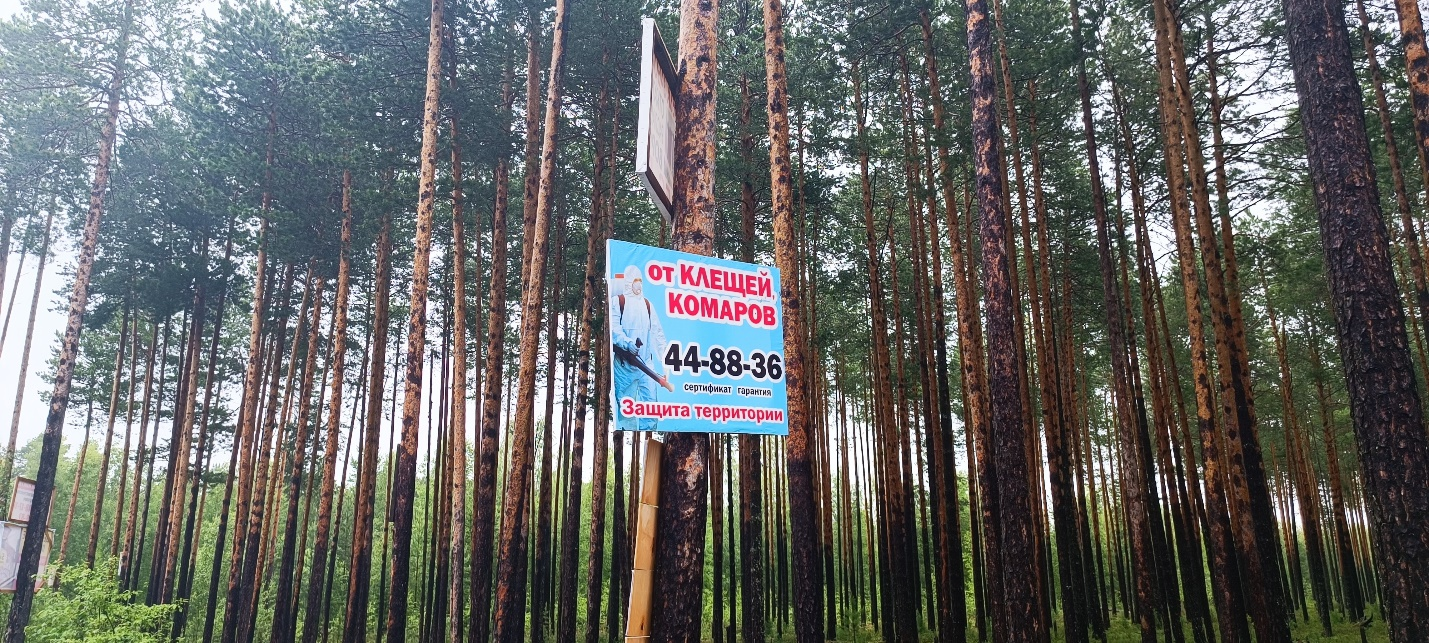 от КЛЕЩЕЙ,
КОМАРОВ
44-88-36
сертификат гарантия
Защита территории